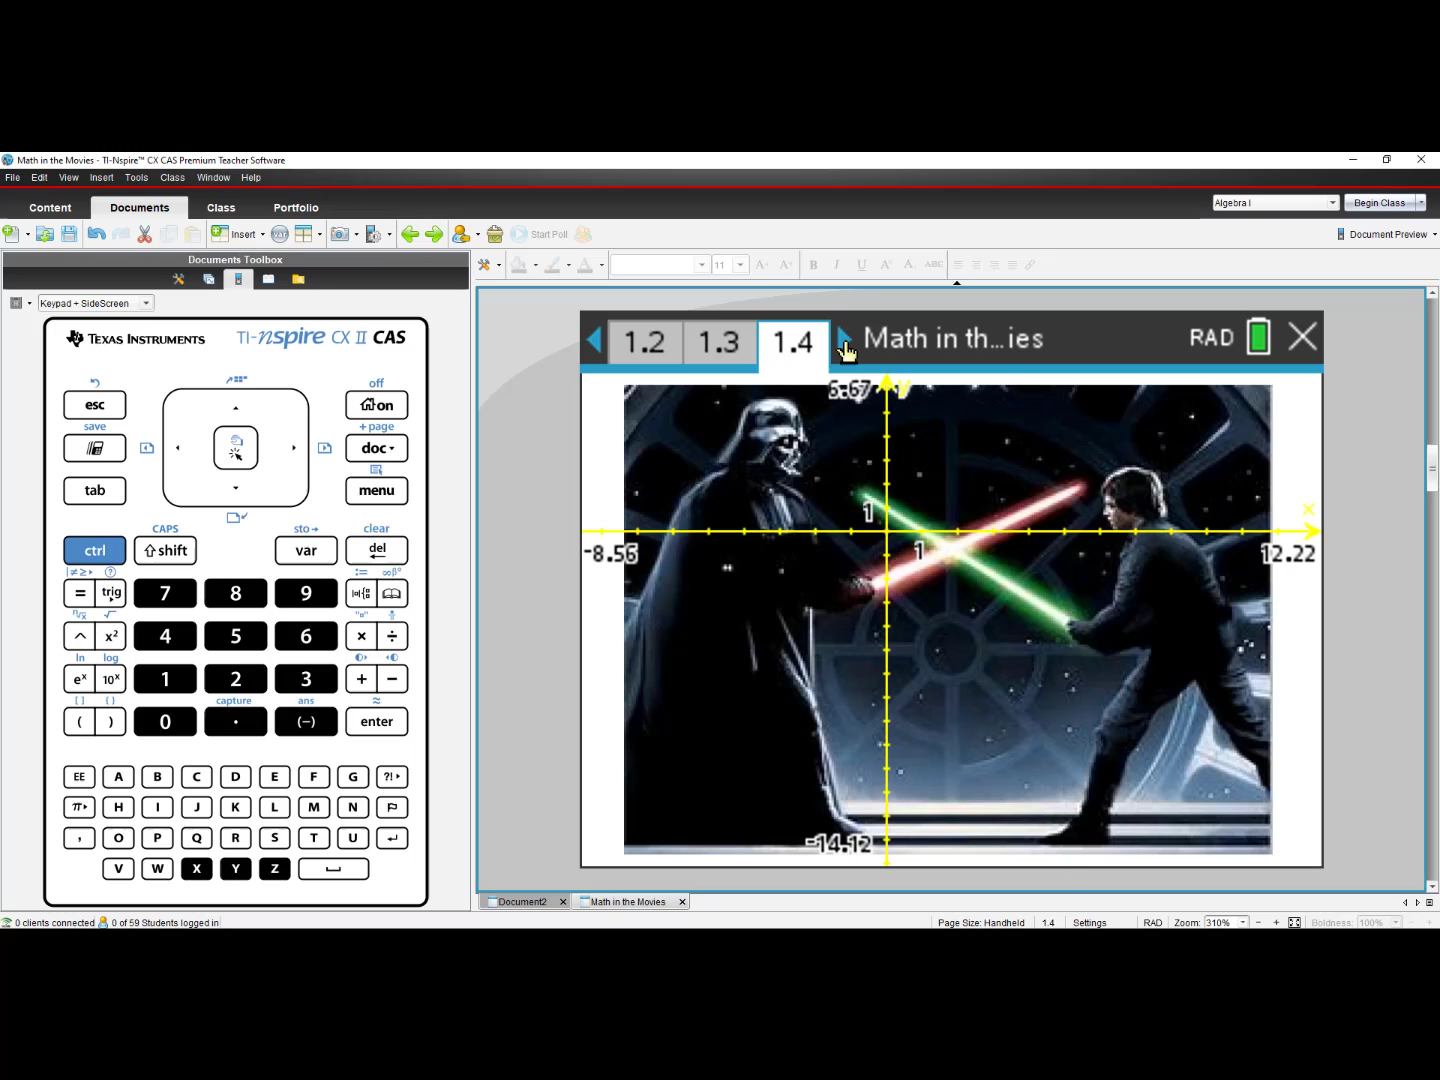 Math in the Movies - TI-Nspire™ CX CAS Premium Teacher Software
File Edit View Insert Tools Class Window Help
Content Documents Class Portfolio
Algebra I Begin Class
Insert Start Poll Document Preview
Documents Toolbox
11 B I U A A ABC
Keypad + SideScreen
1.2 1.3 1.4 Math in th...ies RAD
TEXAS INSTRUMENTS TI-nspire CX II CAS
off
esc on
save + page
doc
tab menu
CAPS sto→ clear
ctrl shift var del
= trig 7 8 9
^ x² 4 5 6 × ÷
ln log
eˣ 10ˣ 1 2 3 + −
[ ] { } capture ans ≈
( ) 0 . (−) enter
EE A B C D E F G ?!
π H I J K L M N
, O P Q R S T U
V W X Y Z
6.67 y
1 x
-8.56 1 12.22
-14.12
Document2 Math in the Movies
0 clients connected 0 of 59 Students logged in Page Size: Handheld 1.4 Settings RAD Zoom: 310% − + Boldness: 100% − +